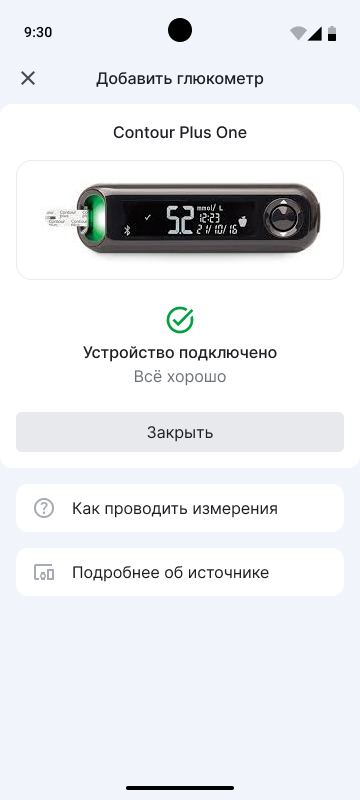 9:30
Добавить глюкометр
Contour Plus One
5.2
mmol/L
12:23
21/10/16
Устройство подключено
Всё хорошо
Закрыть
Как проводить измерения
Подробнее об источнике